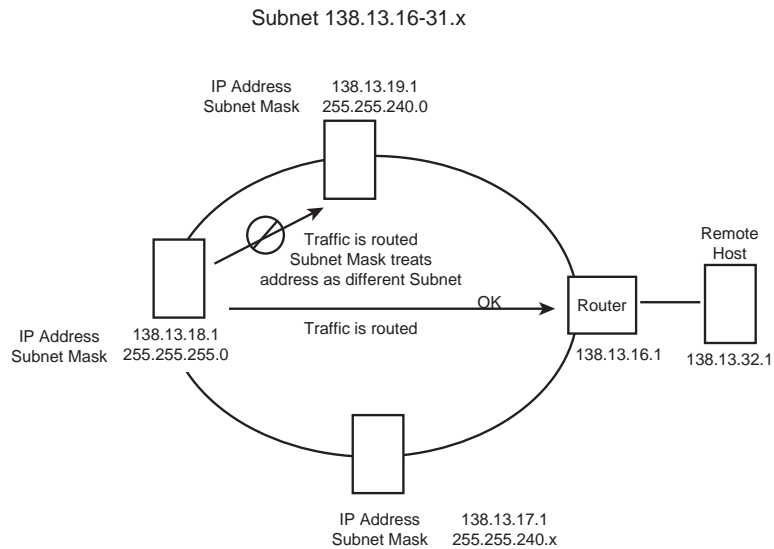 Subnet 138.13.16-31.x
IP Address 138.13.19.1
Subnet Mask 255.255.240.0
Traffic is routed
Subnet Mask treats
address as different Subnet
Remote
Host
OK
Router
Traffic is routed
IP Address 138.13.18.1
Subnet Mask 255.255.255.0
138.13.16.1
138.13.32.1
IP Address 138.13.17.1
Subnet Mask 255.255.240.x